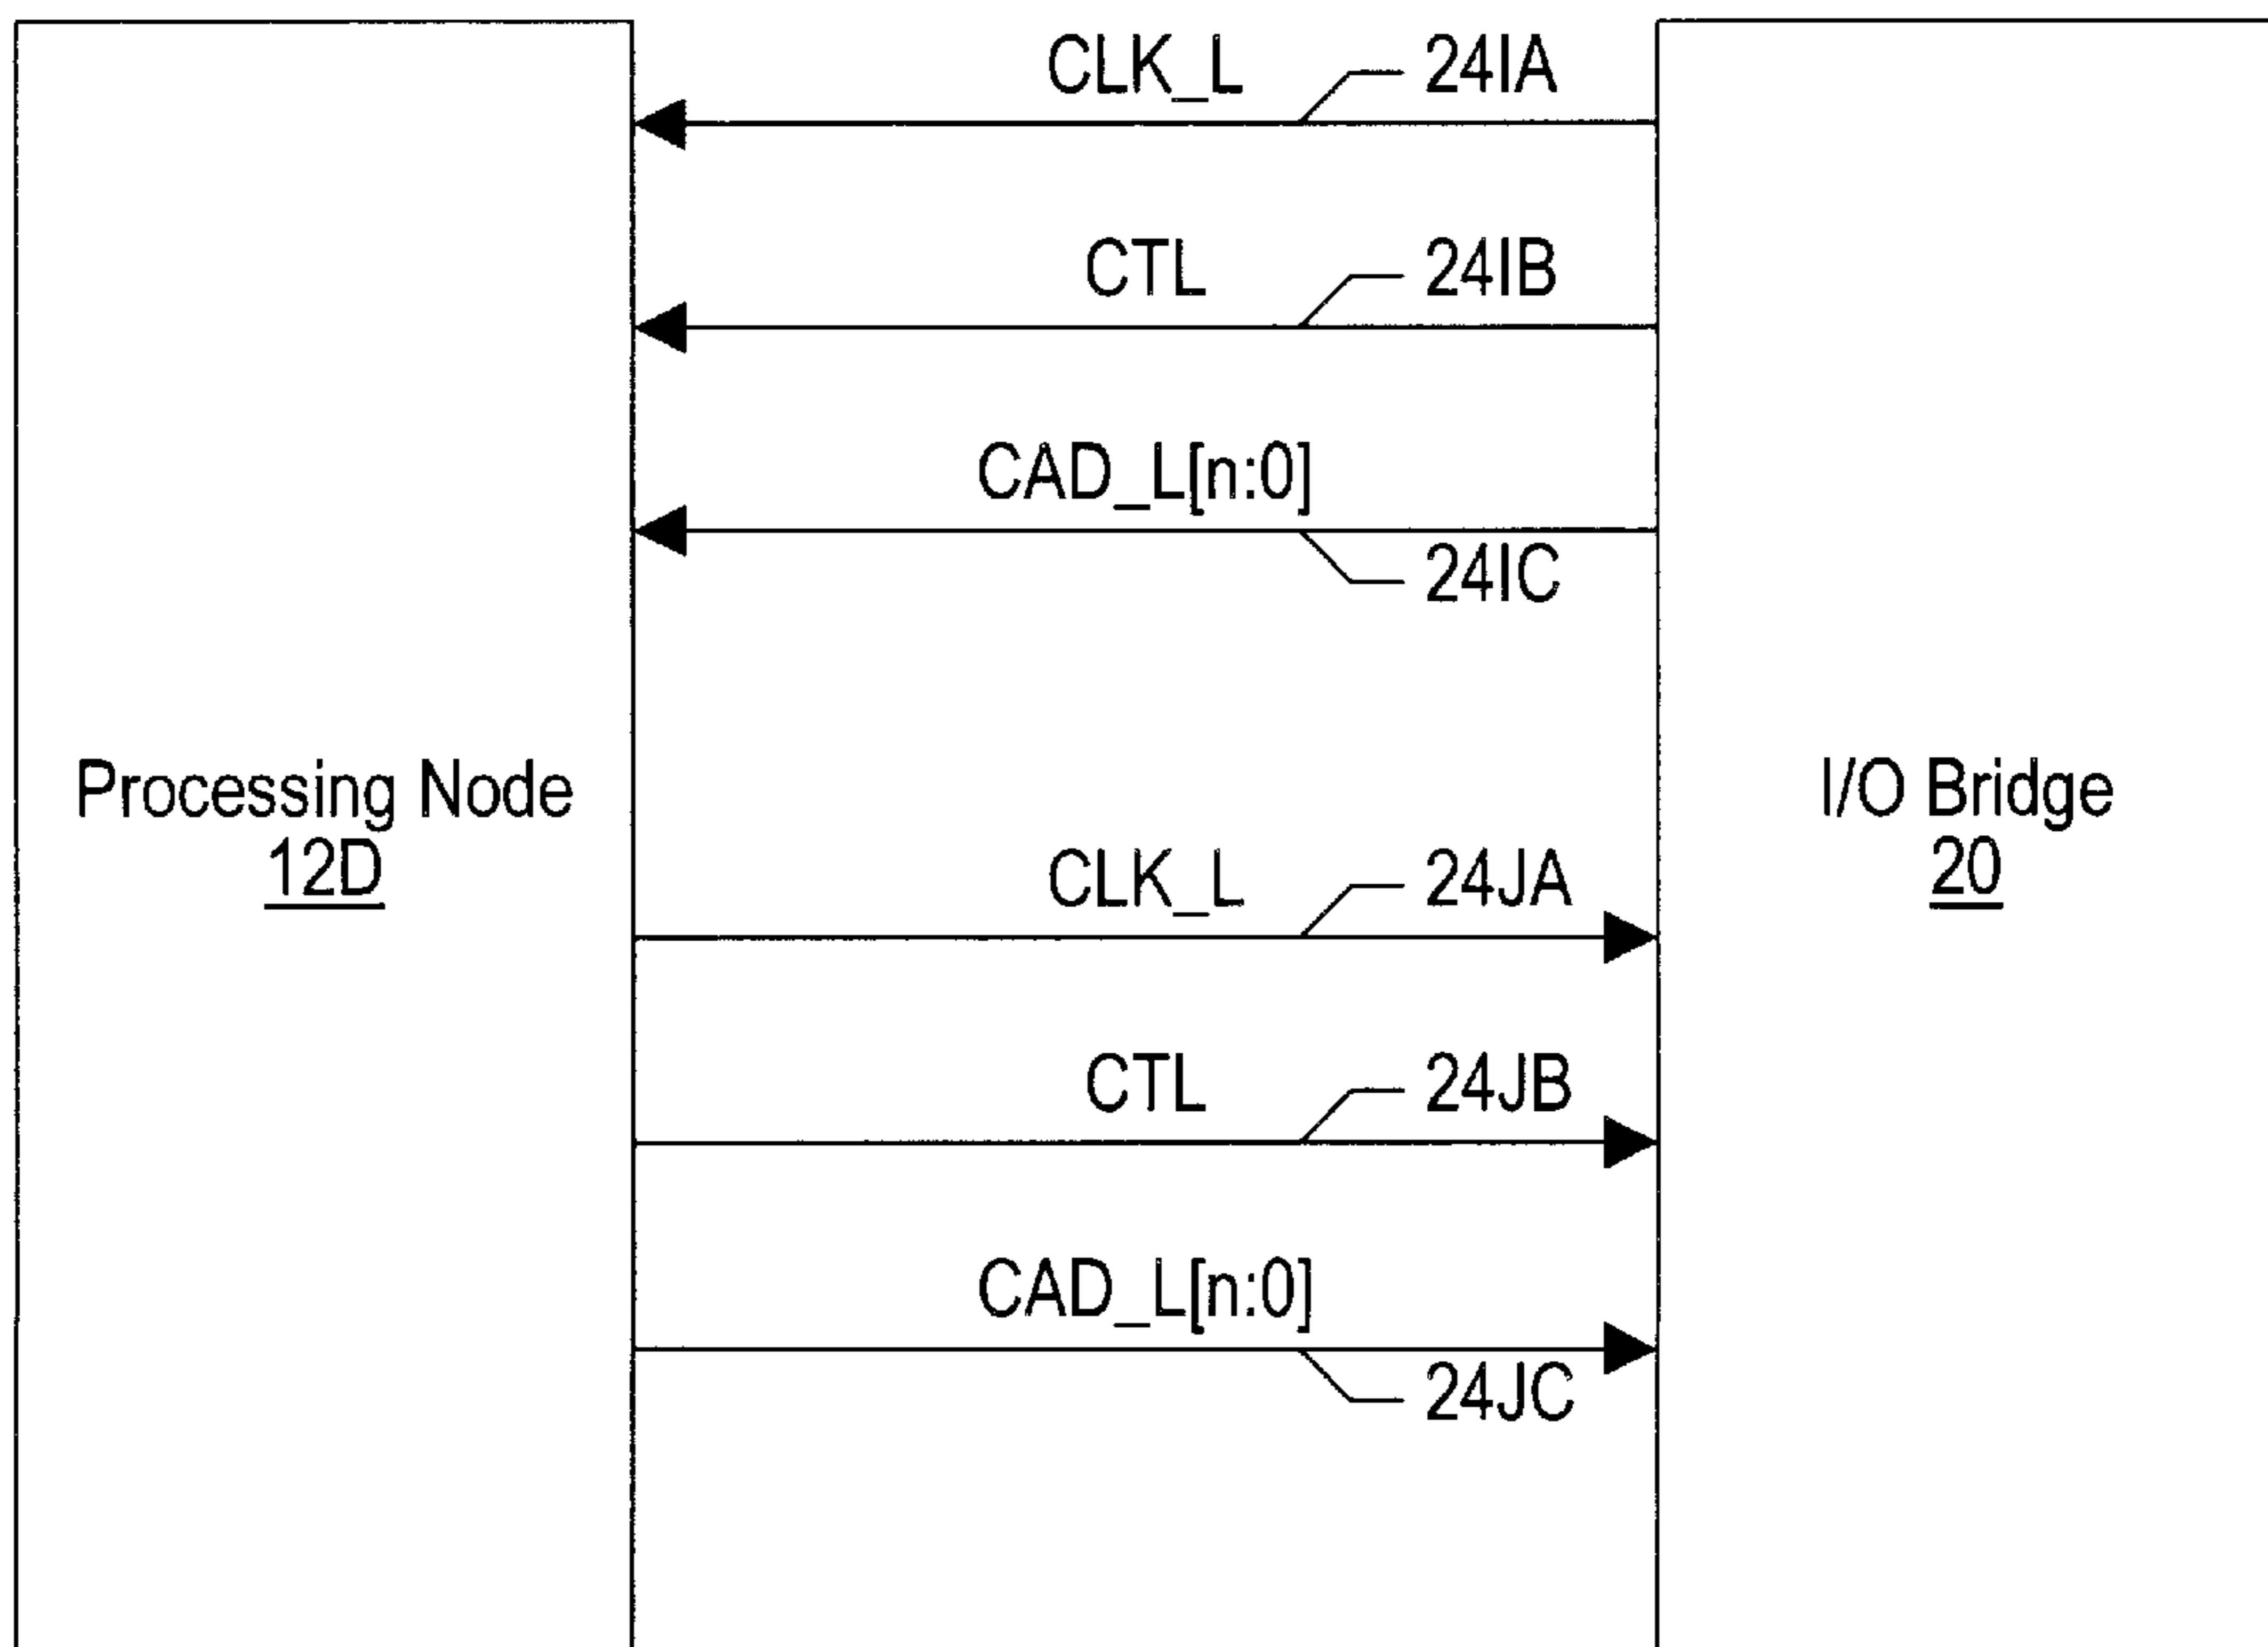 CLK_L 24IA
CTL 24IB
CAD_L[n:0]
24IC
Processing Node
12D
I/O Bridge
20
CLK_L 24JA
CTL 24JB
CAD_L[n:0]
24JC